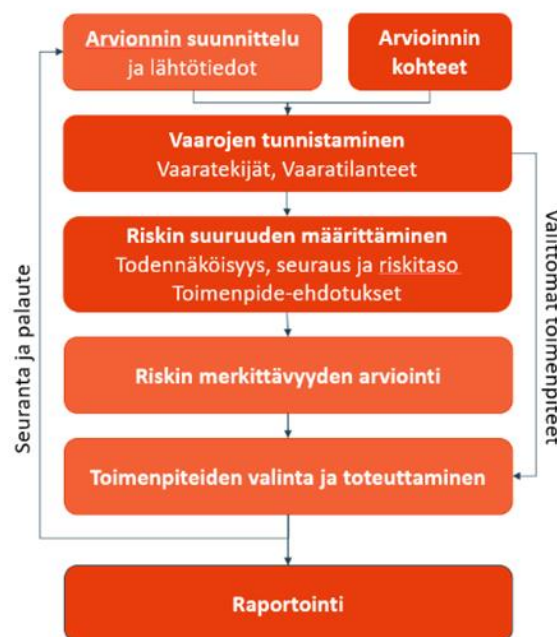 Arvionnin suunnittelu
ja lähtötiedot
Arvioinnin
kohteet
Vaarojen tunnistaminen
Vaaratekijät, Vaaratilanteet
Riskin suuruuden määrittäminen
Todennäköisyys, seuraus ja riskitaso
Toimenpide-ehdotukset
Riskin merkittävyyden arviointi
Toimenpiteiden valinta ja toteuttaminen
Raportointi
Seuranta ja palaute
Välittömät toimenpiteet